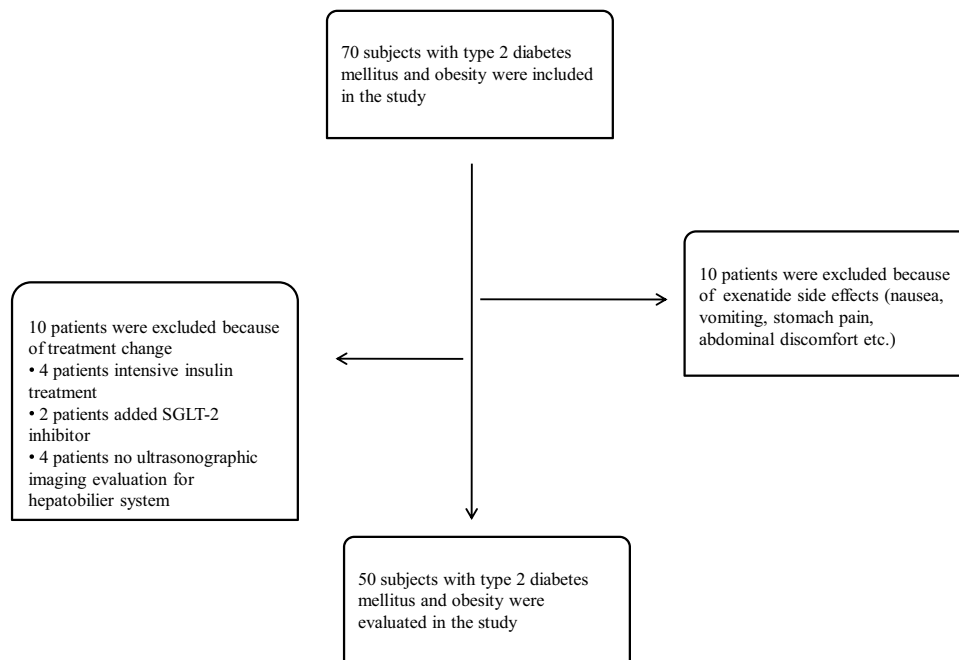 70 subjects with type 2 diabetes
mellitus and obesity were included
in the study
10 patients were excluded because
of exenatide side effects (nausea,
vomiting, stomach pain,
abdominal discomfort etc.)
10 patients were excluded because
of treatment change
• 4 patients intensive insulin
treatment
• 2 patients added SGLT-2
inhibitor
• 4 patients no ultrasonographic
imaging evaluation for
hepatobilier system
50 subjects with type 2 diabetes
mellitus and obesity were
evaluated in the study